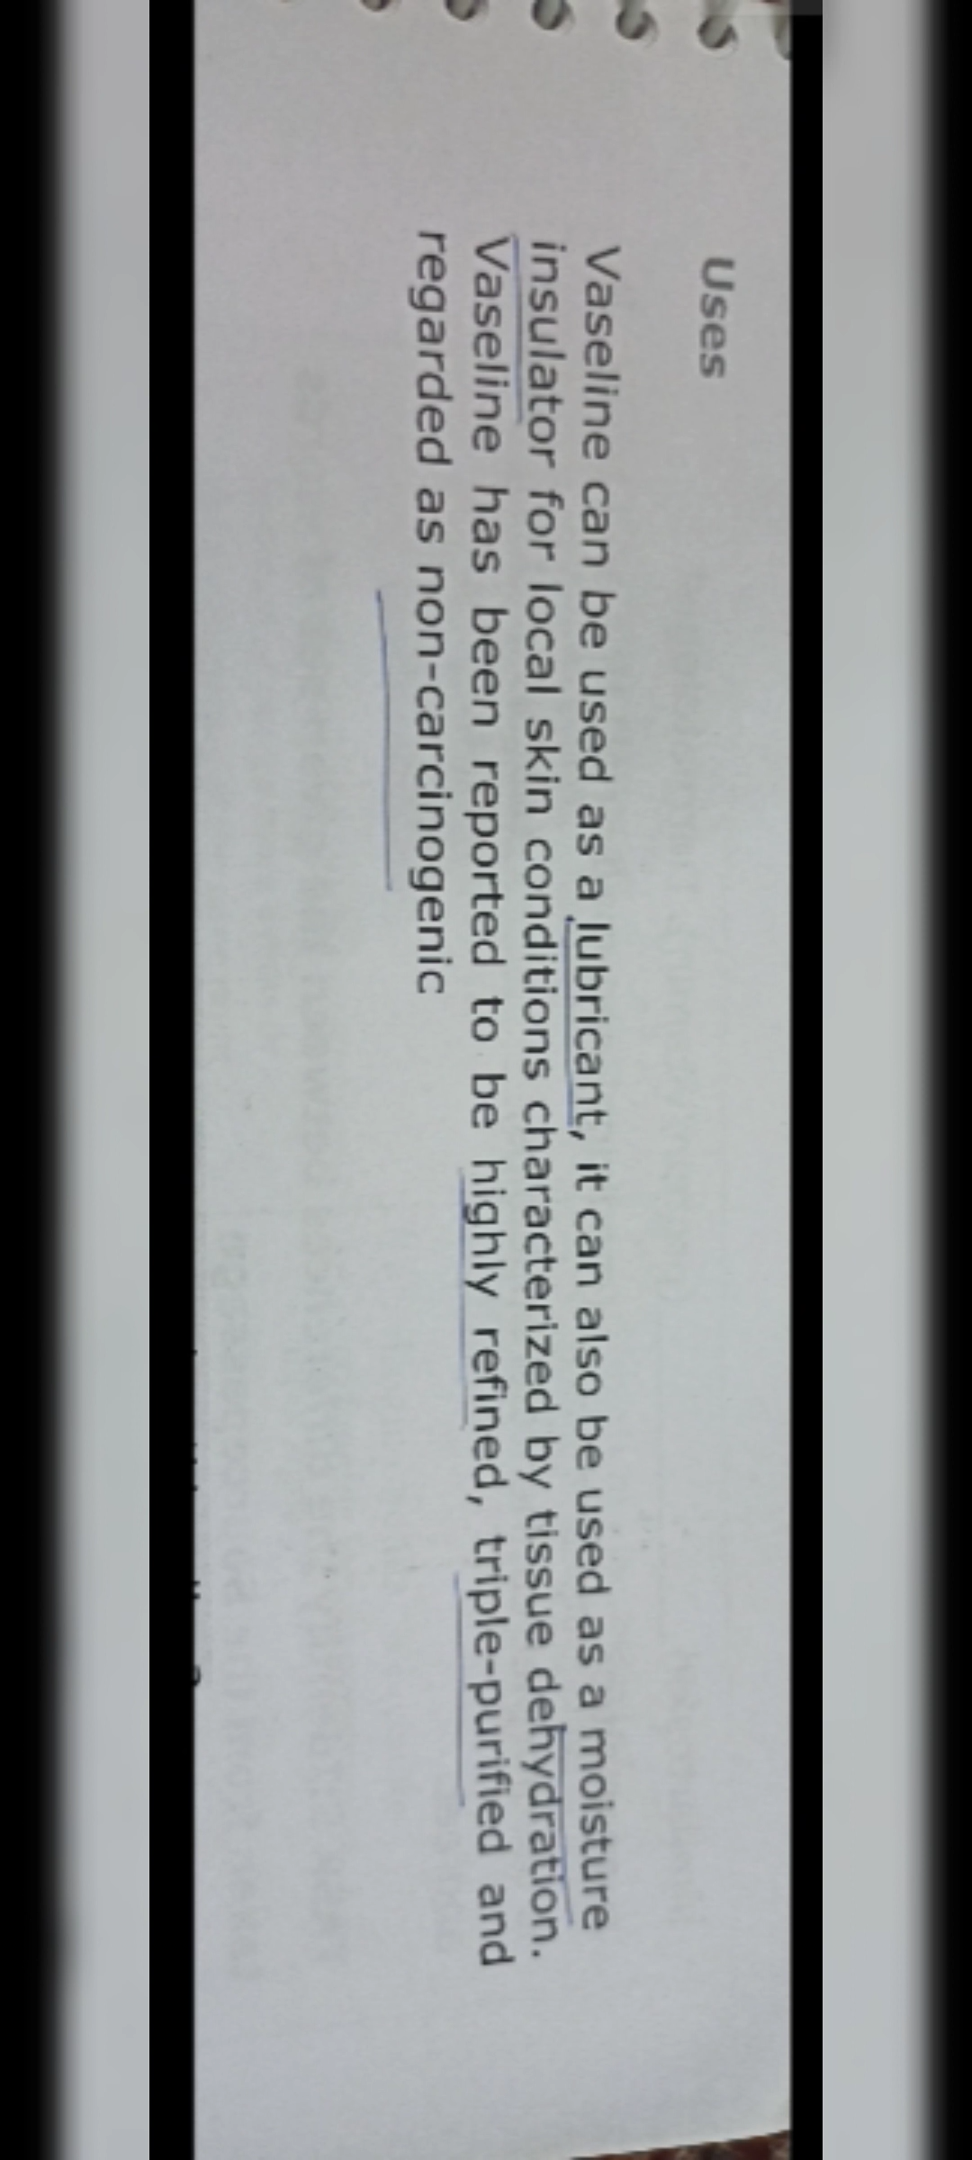 Uses
Vaseline can be used as a lubricant, it can also be used as a moisture
insulator for local skin conditions characterized by tissue dehydration.
Vaseline has been reported to be highly refined, triple-purified and
regarded as non-carcinogenic